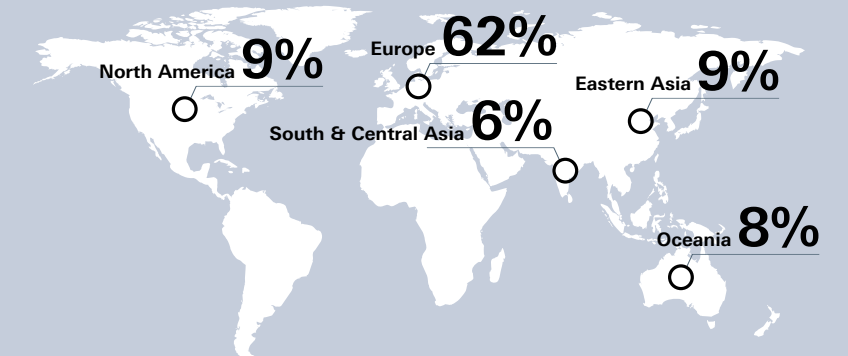 Europe 62%
North America 9%
Eastern Asia 9%
South & Central Asia 6%
Oceania 8%